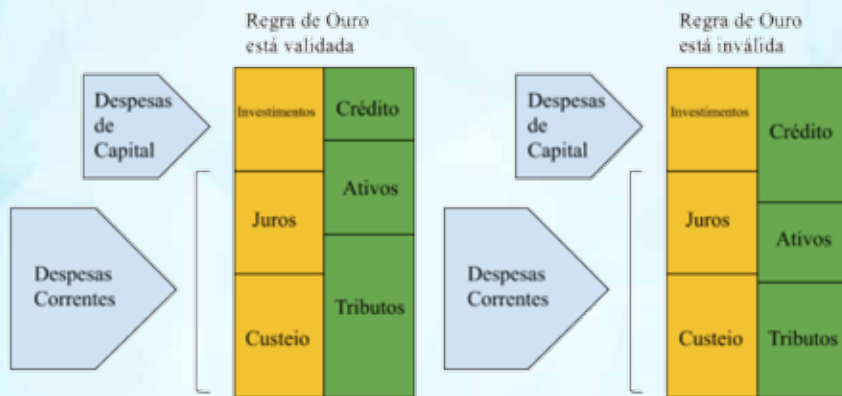 Regra de Ouro
está validada
Despesas
de
Capital
Investimentos
Crédito
Ativos
Juros
Despesas
Correntes
Tributos
Custeio
Regra de Ouro
está inválida
Despesas
de
Capital
Investimentos
Crédito
Juros
Ativos
Despesas
Correntes
Custeio
Tributos